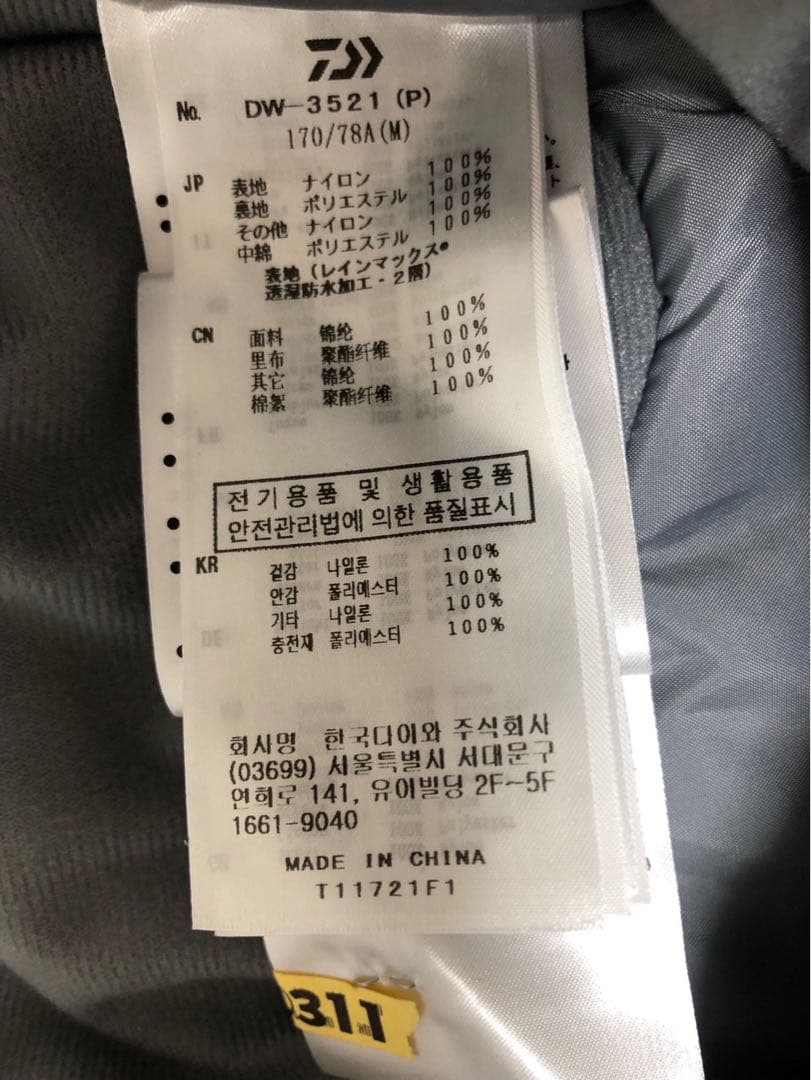 No. DW-3521 (P)
170/78A(M)
JP 表地 ナイロン 100%
裏地 ポリエステル 100%
その他 ナイロン 100%
中綿 ポリエステル 100%
表地(レインマックス®
透湿防水加工-2層)
CN 面料 锦纶 100%
里布 聚酯纤维 100%
其它 锦纶 100%
棉絮 聚酯纤维 100%
전기용품 및 생활용품
안전관리법에 의한 품질표시
KR 겉감 나일론 100%
안감 폴리에스터 100%
기타 나일론 100%
충전재 폴리에스터 100%
회사명 한국다이와 주식회사
(03699) 서울특별시 서대문구
연희로 141, 유어빌딩 2F~5F
1661-9040
MADE IN CHINA
T11721F1
311